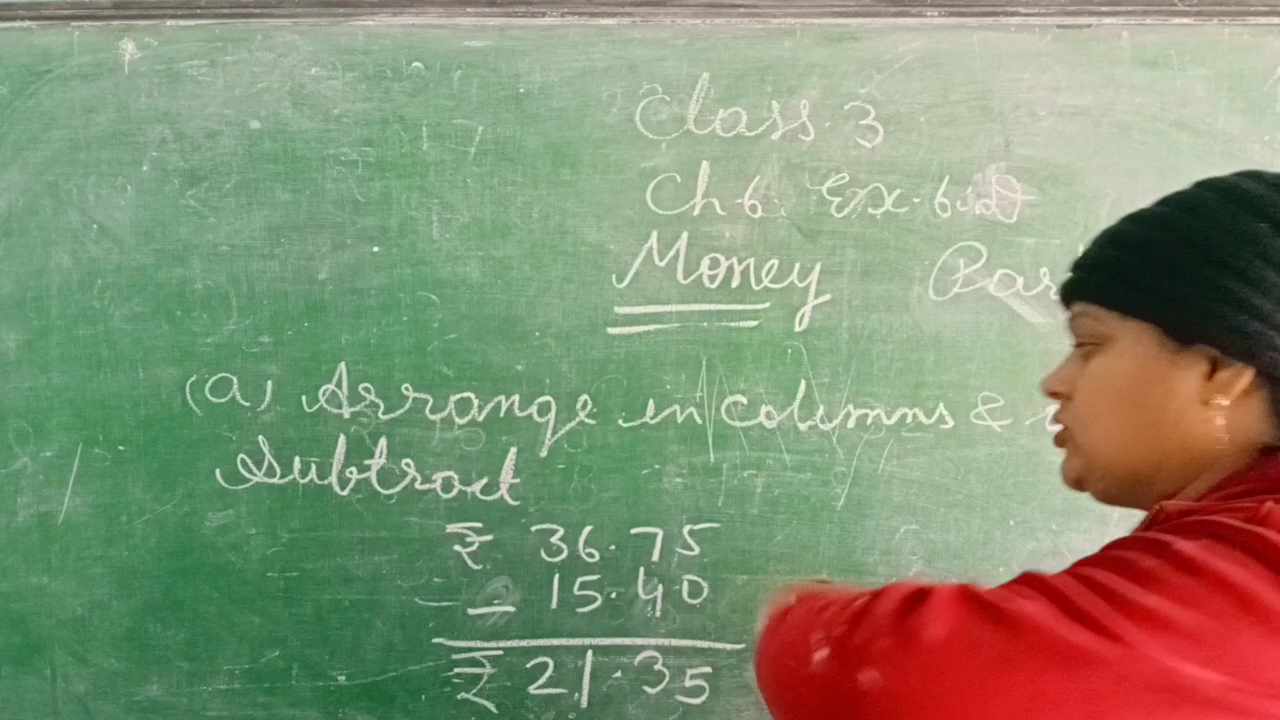 Class. 3
Ch-6. Ex. 6.
Money
(a) Arrange in columns &
Subtract
₹ 36.75
- 15.40
₹ 21.35